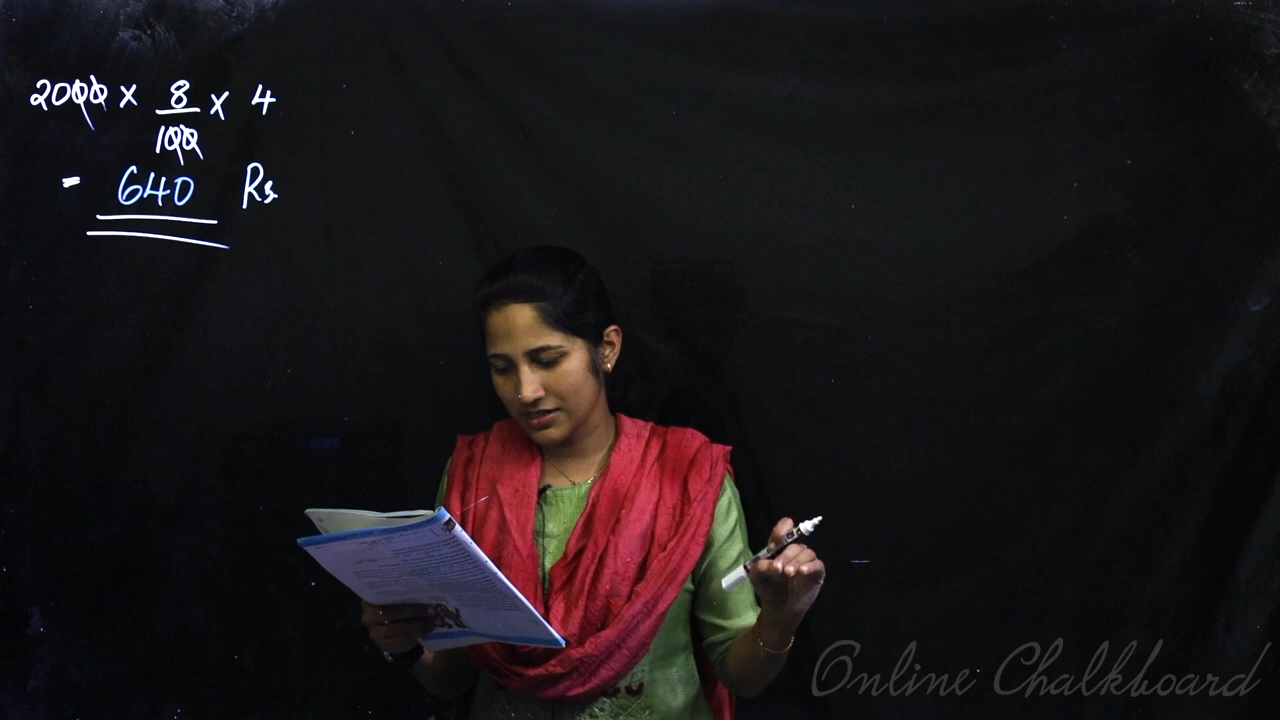 2000 × 8/100 × 4
= 640 Rs.
Online Chalkboard